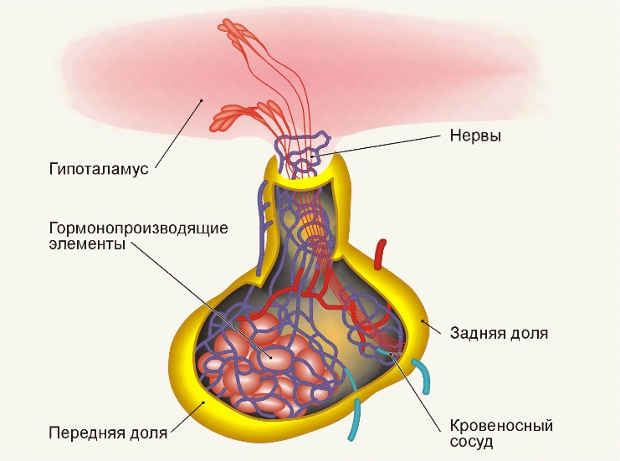 Нервы
Гипоталамус
Гормонопроизводящие
элементы
Задняя доля
Передняя доля
Кровеносный
сосуд